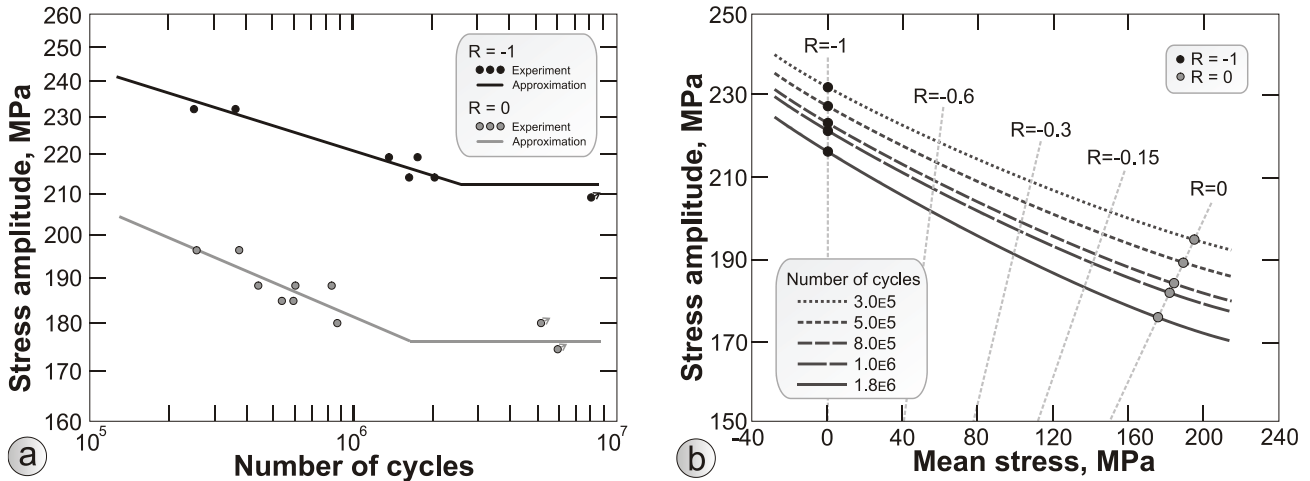 260
250
240
230
220
210
200
190
180
170
160
Stress amplitude, MPa
10^5
10^6
10^7
Number of cycles
R = -1
Experiment
Approximation
R = 0
Experiment
Approximation
a
250
230
210
190
170
150
Stress amplitude, MPa
R=-1
R=-0.6
R=-0.3
R=-0.15
R=0
R = -1
R = 0
Number of cycles
3.0E5
5.0E5
8.0E5
1.0E6
1.8E6
-40
0
40
80
120
160
200
240
Mean stress, MPa
b